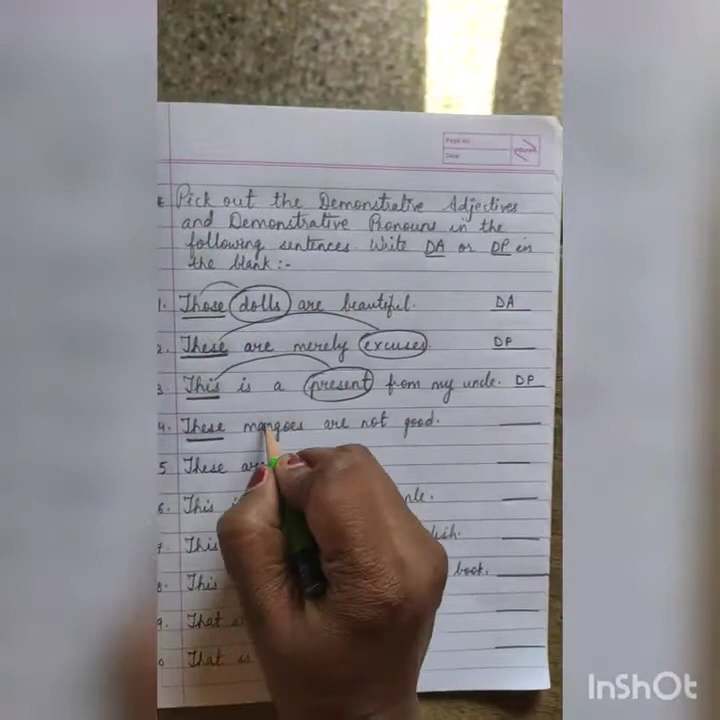 Page No.
Date
Pick out the Demonstrative Adjectives
and Demonstrative Pronouns in the
following sentences. Write DA or DP in
the blank :-
1. Those dolls are beautiful. DA
2. These are merely excuses. DP
3 This is a present from my uncle. DP
4. These mangoes are not good.
5 These
6. This
7. This
8. This book.
9. That
0 That
InShOt